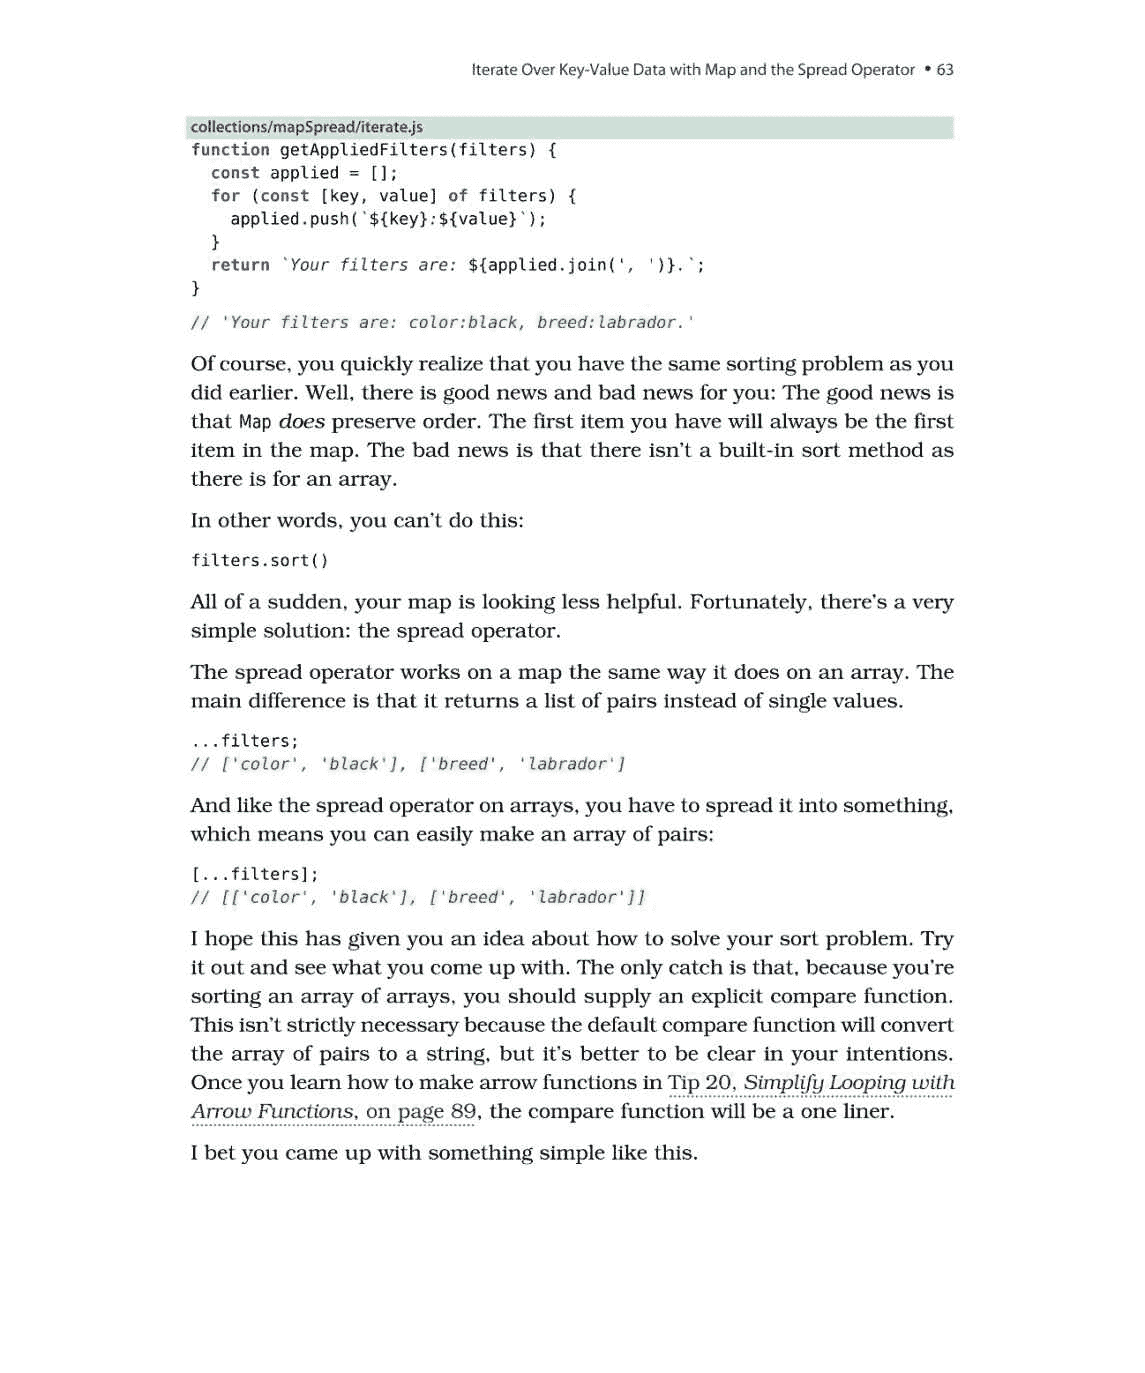 Iterate Over Key-Value Data with Map and the Spread Operator • 63
collections/mapSpread/iterate.js
function getAppliedFilters(filters) {
  const applied = [];
  for (const [key, value] of filters) {
    applied.push(`${key}:${value}`);
  }
  return `Your filters are: ${applied.join(', ')}.`;
}
// 'Your filters are: color:black, breed:labrador.'
Of course, you quickly realize that you have the same sorting problem as you
did earlier. Well, there is good news and bad news for you: The good news is
that Map does preserve order. The first item you have will always be the first
item in the map. The bad news is that there isn't a built-in sort method as
there is for an array.
In other words, you can't do this:
filters.sort()
All of a sudden, your map is looking less helpful. Fortunately, there's a very
simple solution: the spread operator.
The spread operator works on a map the same way it does on an array. The
main difference is that it returns a list of pairs instead of single values.
...filters;
// ['color', 'black'], ['breed', 'labrador']
And like the spread operator on arrays, you have to spread it into something,
which means you can easily make an array of pairs:
[...filters];
// [['color', 'black'], ['breed', 'labrador']]
I hope this has given you an idea about how to solve your sort problem. Try
it out and see what you come up with. The only catch is that, because you're
sorting an array of arrays, you should supply an explicit compare function.
This isn't strictly necessary because the default compare function will convert
the array of pairs to a string, but it's better to be clear in your intentions.
Once you learn how to make arrow functions in Tip 20, Simplify Looping with
Arrow Functions, on page 89, the compare function will be a one liner.
I bet you came up with something simple like this.